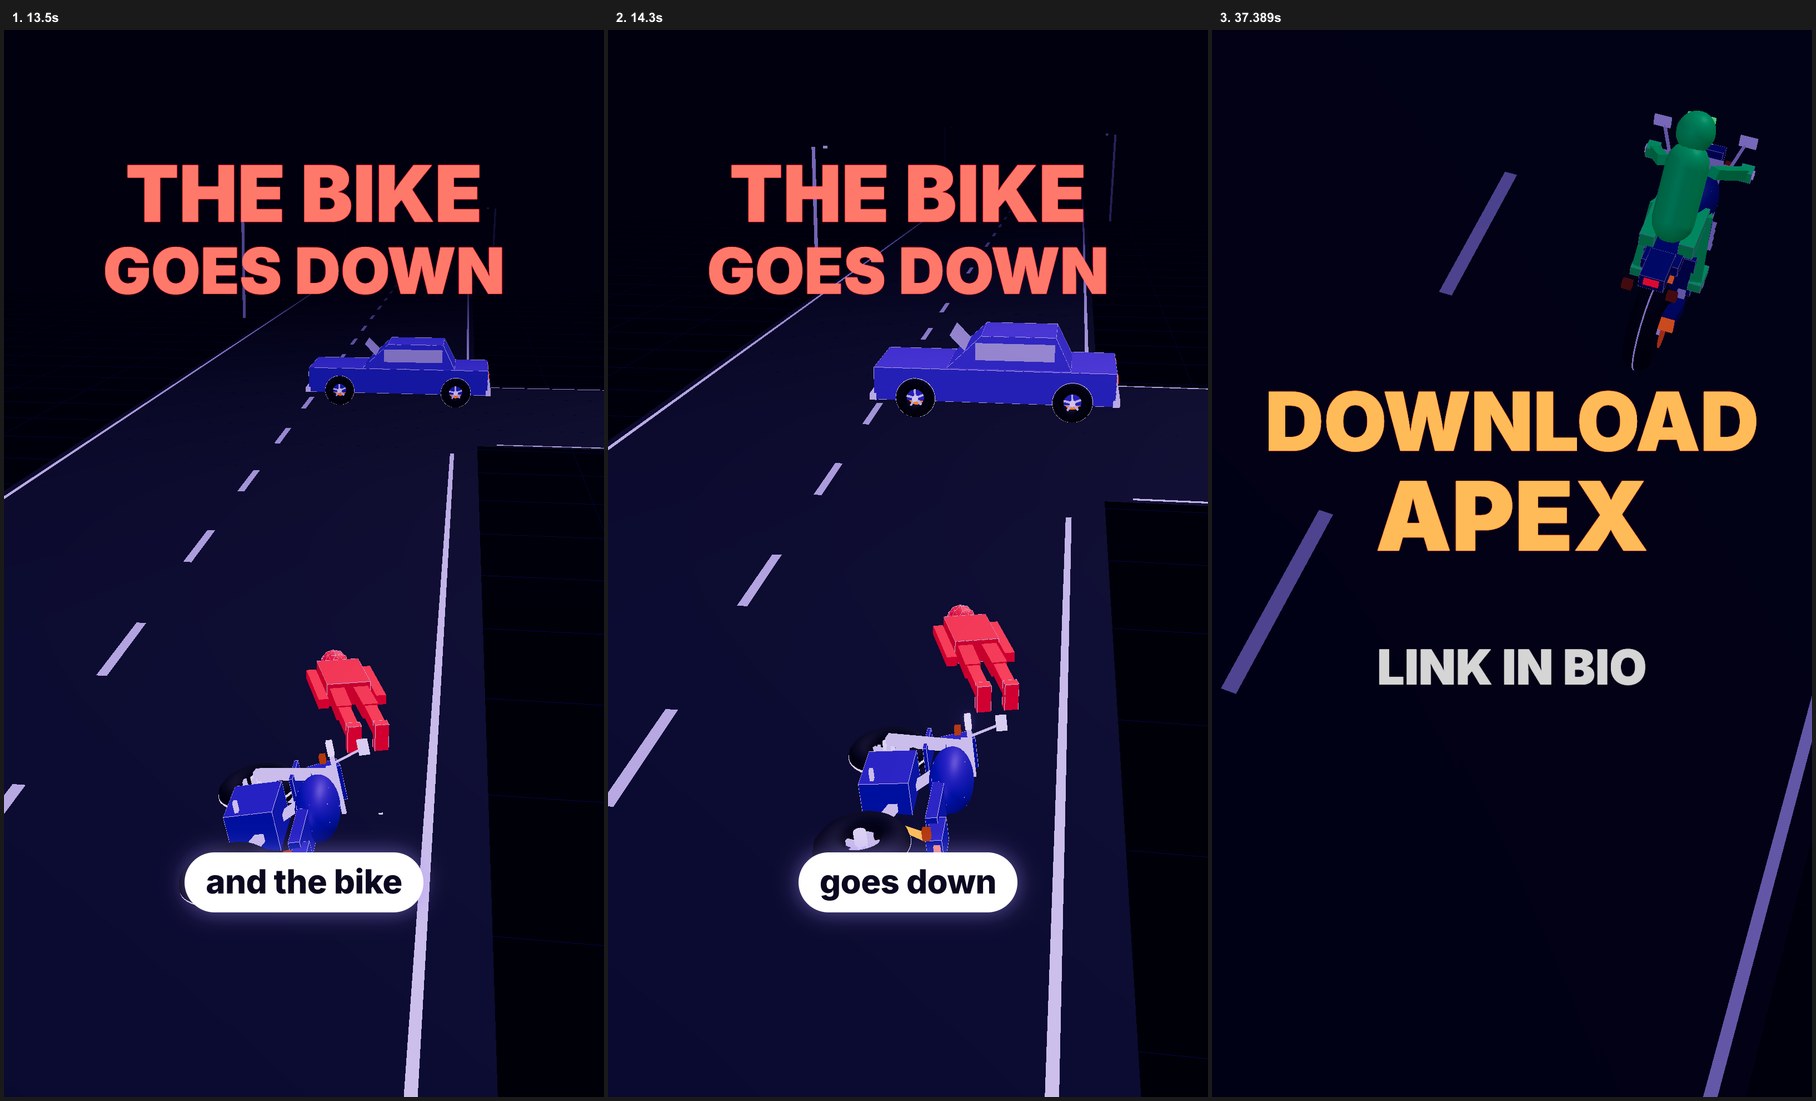 1. 13.5s
THE BIKE
GOES DOWN
and the bike
2. 14.3s
THE BIKE
GOES DOWN
goes down
3. 37.389s
DOWNLOAD
APEX
LINK IN BIO